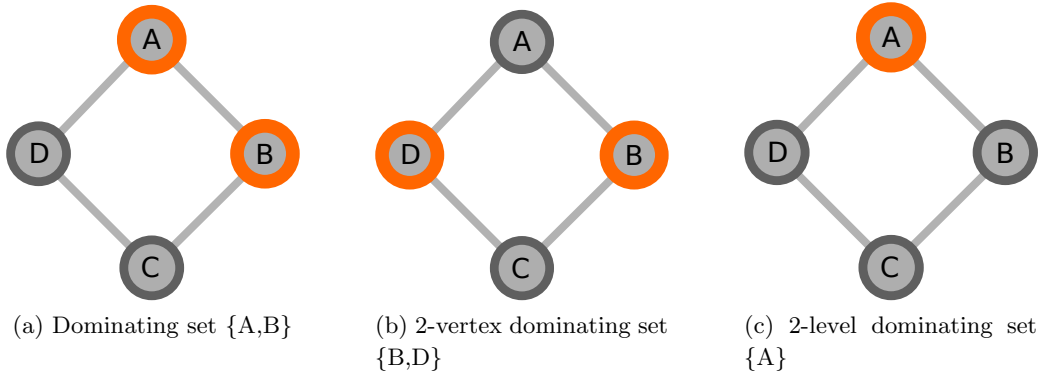 A
D
B
C
(a) Dominating set {A,B}
A
D
B
C
(b) 2-vertex dominating set
{B,D}
A
D
B
C
(c) 2-level dominating set
{A}